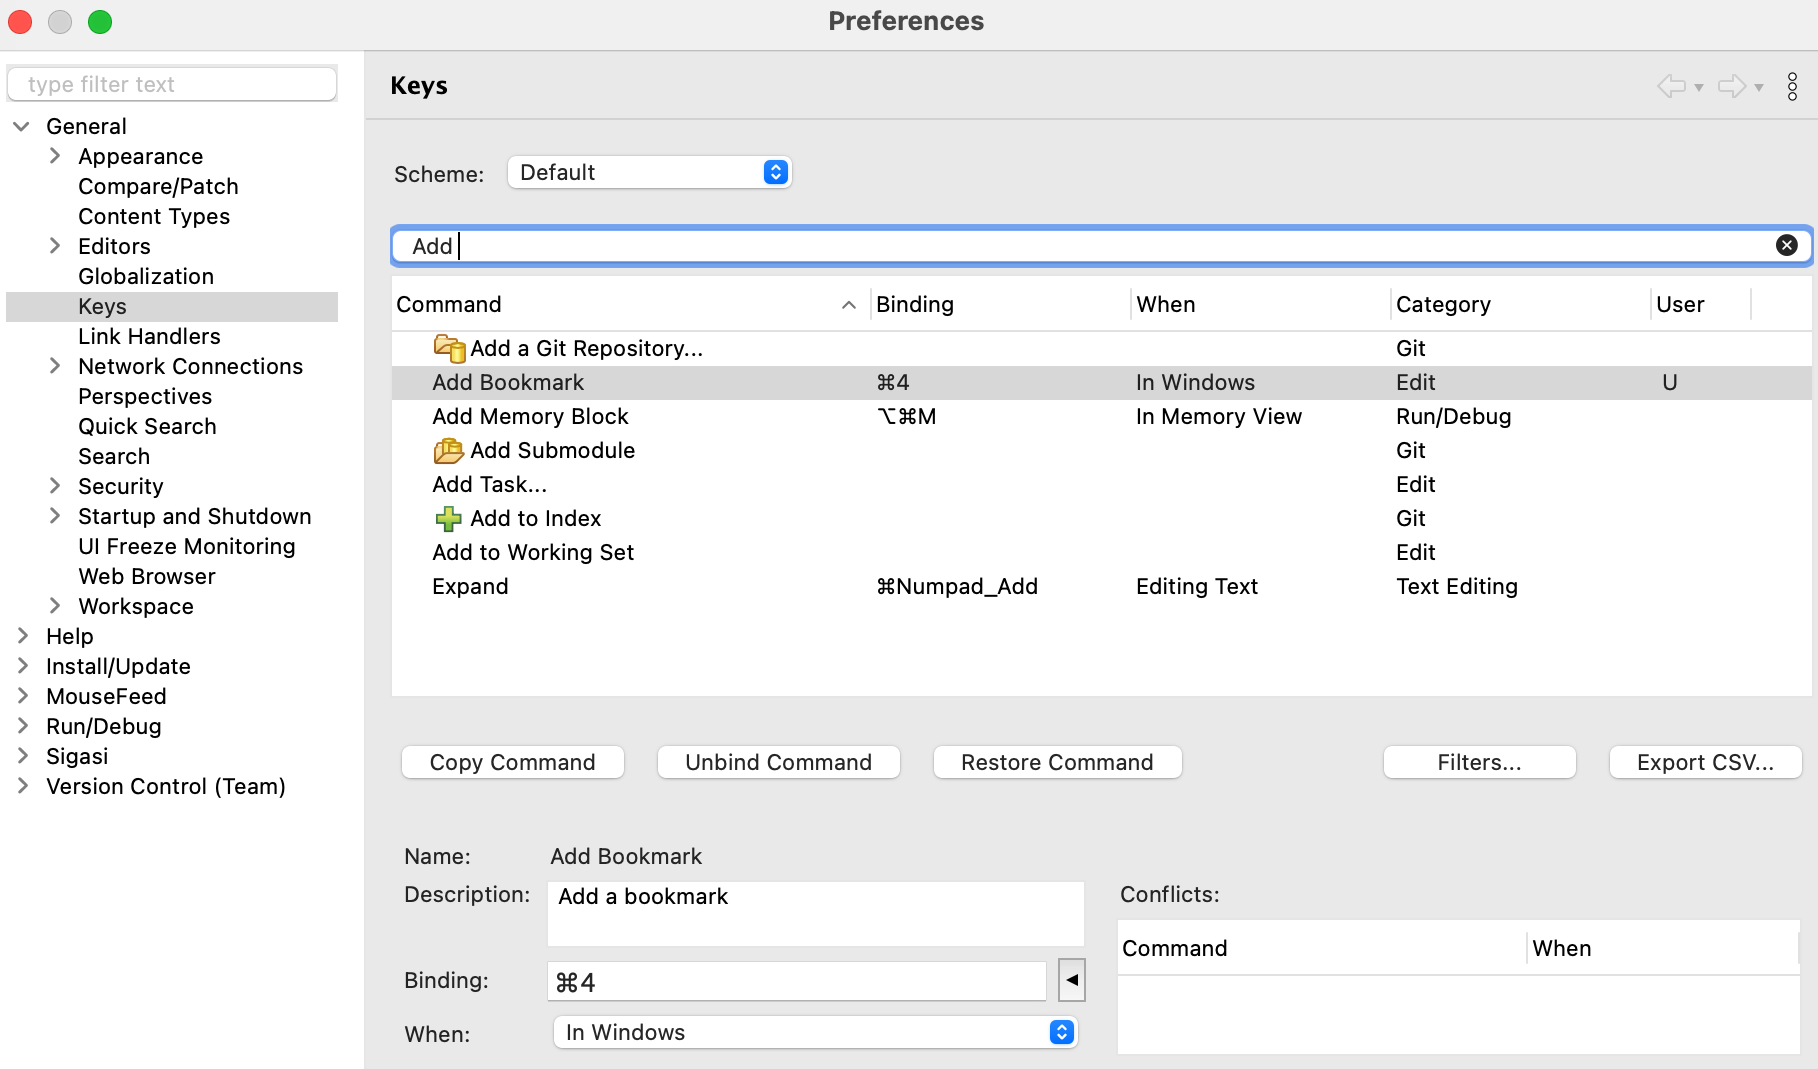 Preferences
type filter text
General
Appearance
Compare/Patch
Content Types
Editors
Globalization
Keys
Link Handlers
Network Connections
Perspectives
Quick Search
Search
Security
Startup and Shutdown
UI Freeze Monitoring
Web Browser
Workspace
Help
Install/Update
MouseFeed
Run/Debug
Sigasi
Version Control (Team)
Keys
Scheme: Default
Add
Command Binding When Category User
Add a Git Repository... Git
Add Bookmark ⌘4 In Windows Edit U
Add Memory Block ⌥⌘M In Memory View Run/Debug
Add Submodule Git
Add Task... Edit
Add to Index Git
Add to Working Set Edit
Expand ⌘Numpad_Add Editing Text Text Editing
Copy Command Unbind Command Restore Command Filters... Export CSV...
Name: Add Bookmark
Description: Add a bookmark
Binding: ⌘4
When: In Windows
Conflicts:
Command When